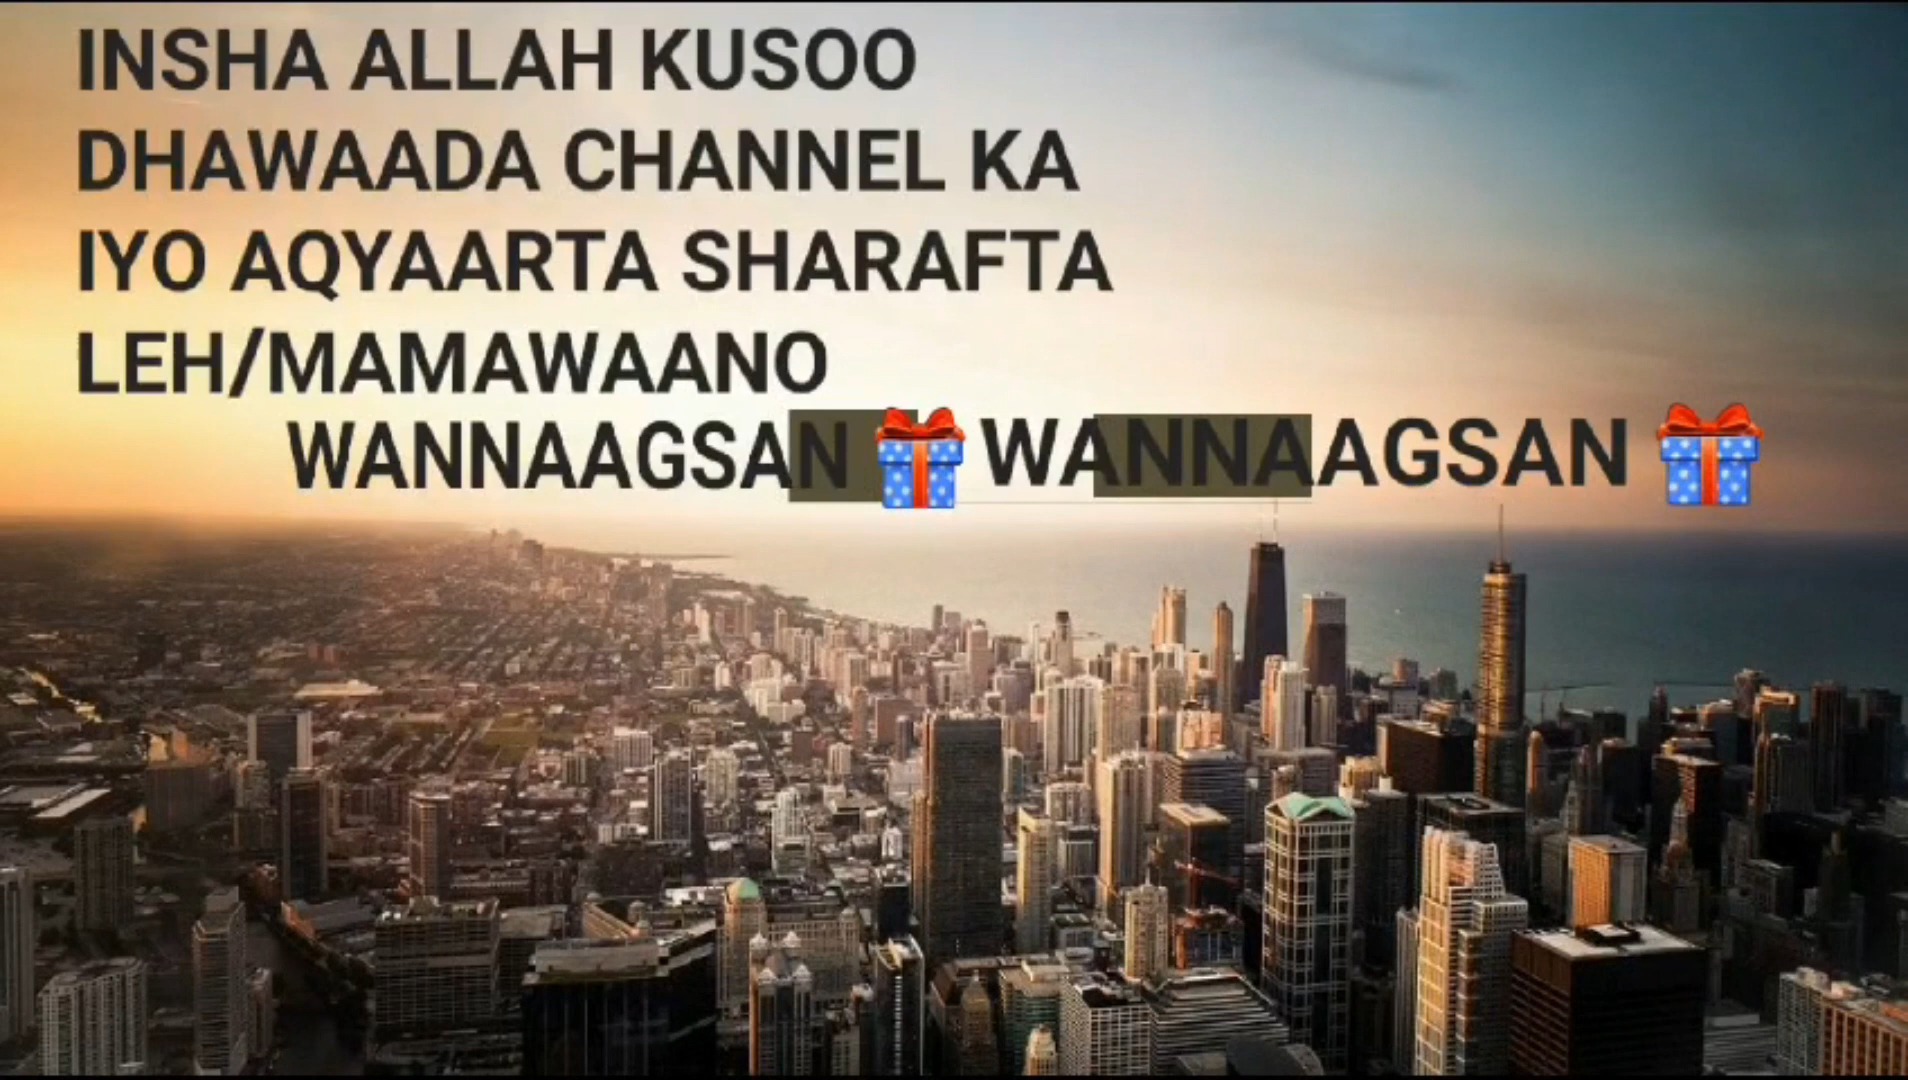 INSHA ALLAH KUSOO
DHAWAADA CHANNEL KA
IYO AQYAARTA SHARAFTA
LEH/MAMAWAANO
WANNAAGSAN 🎁 WANNAAGSAN 🎁